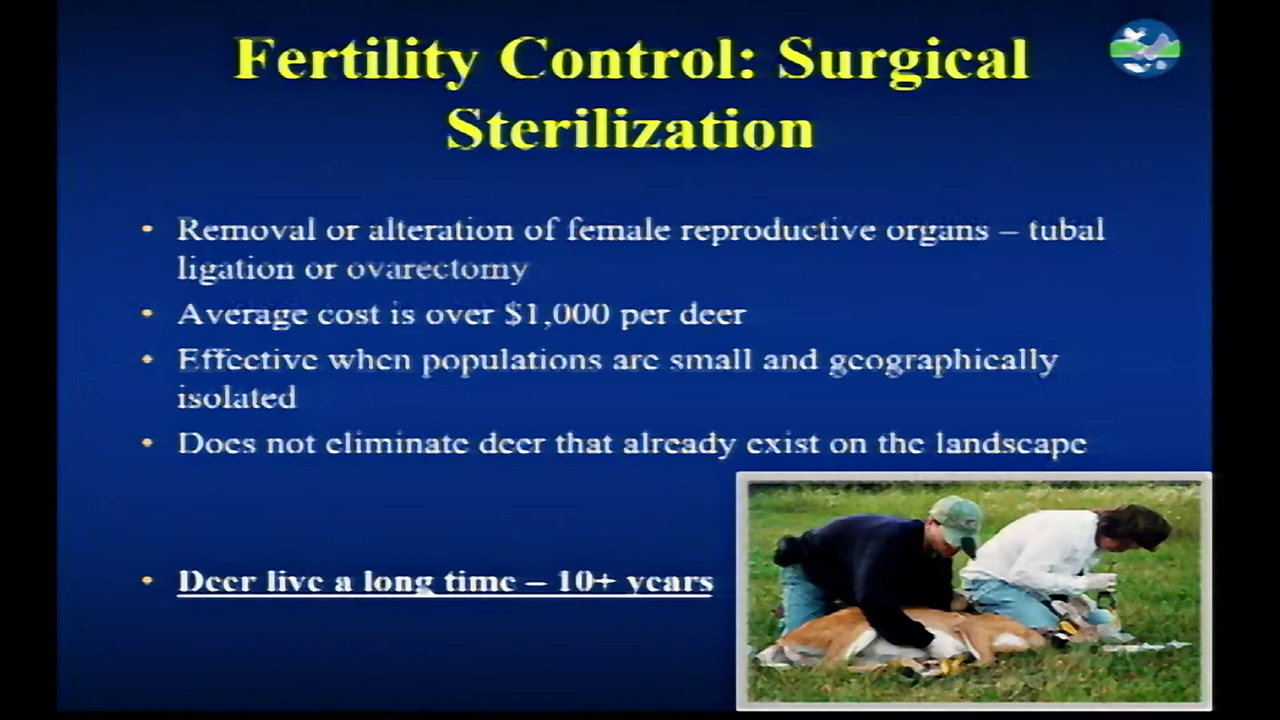 Fertility Control: Surgical
Sterilization
• Removal or alteration of female reproductive organs – tubal
ligation or ovarectomy
• Average cost is over $1,000 per deer
• Effective when populations are small and geographically
isolated
• Does not eliminate deer that already exist on the landscape
• Deer live a long time – 10+ years